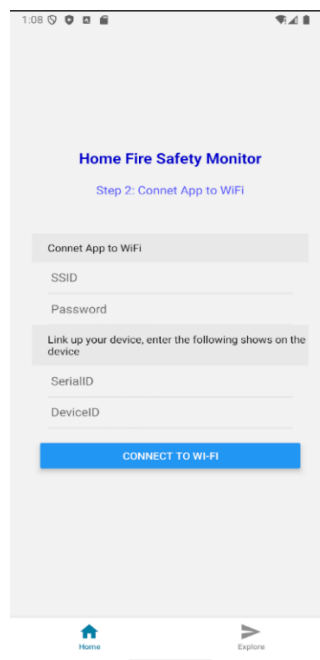 1:08
Home Fire Safety Monitor
Step 2: Connet App to WiFi
Connet App to WiFi
SSID
Password
Link up your device, enter the following shows on the
device
SerialID
DeviceID
CONNECT TO WI-FI
Home
Explore